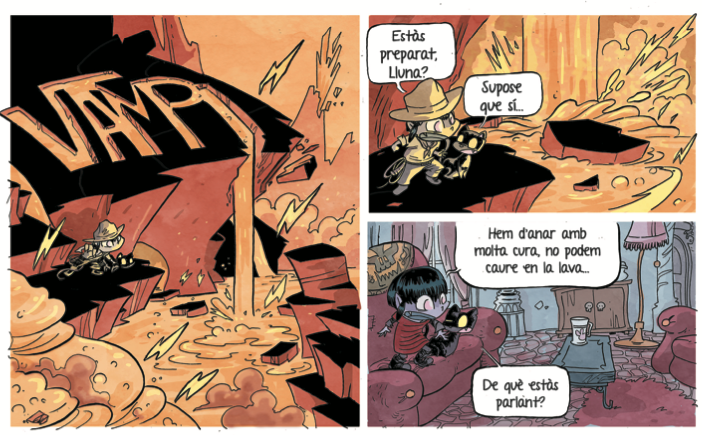 VAMPI
Estàs
preparat,
Lluna?
Supose
que sí...
Hem d'anar amb
molta cura, no podem
caure en la lava...
De què estàs
parlant?